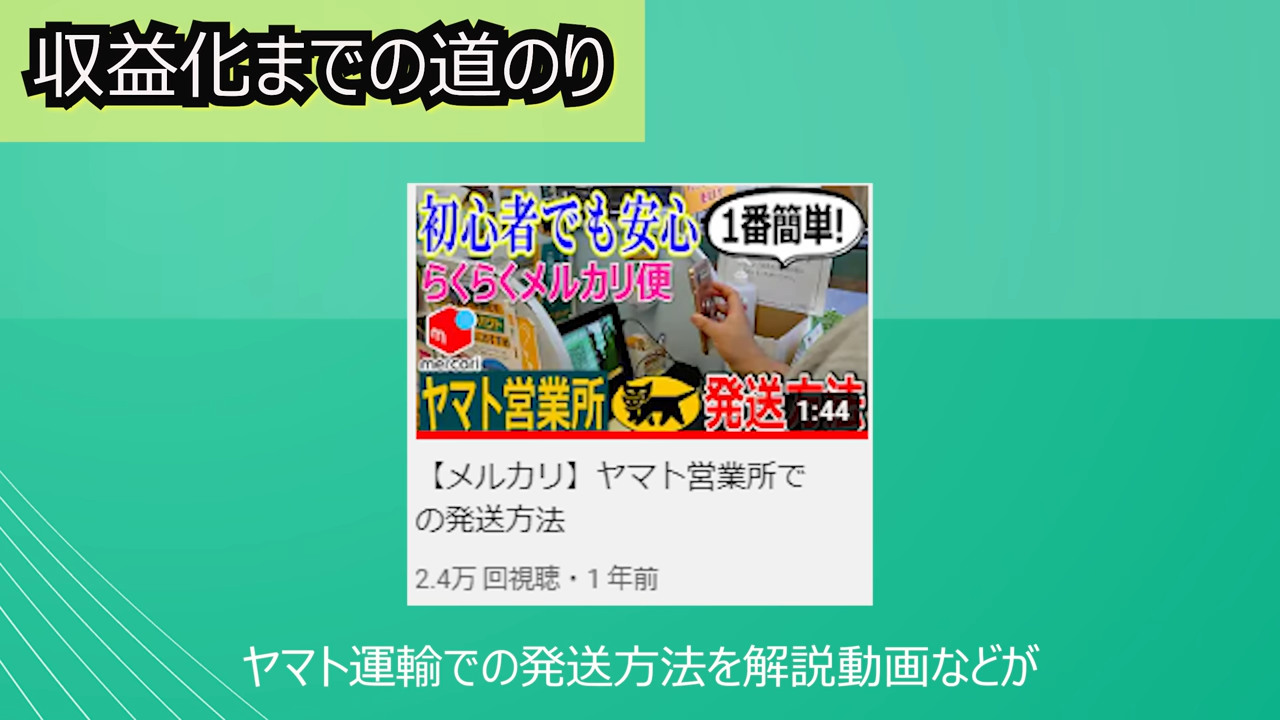 収益化までの道のり
初心者でも安心
1番簡単!
らくらくメルカリ便
m
mercari
ヤマト営業所
発送方法
1:44
【メルカリ】ヤマト営業所で
の発送方法
2.4万 回視聴・1 年前
ヤマト運輸での発送方法を解説動画などが